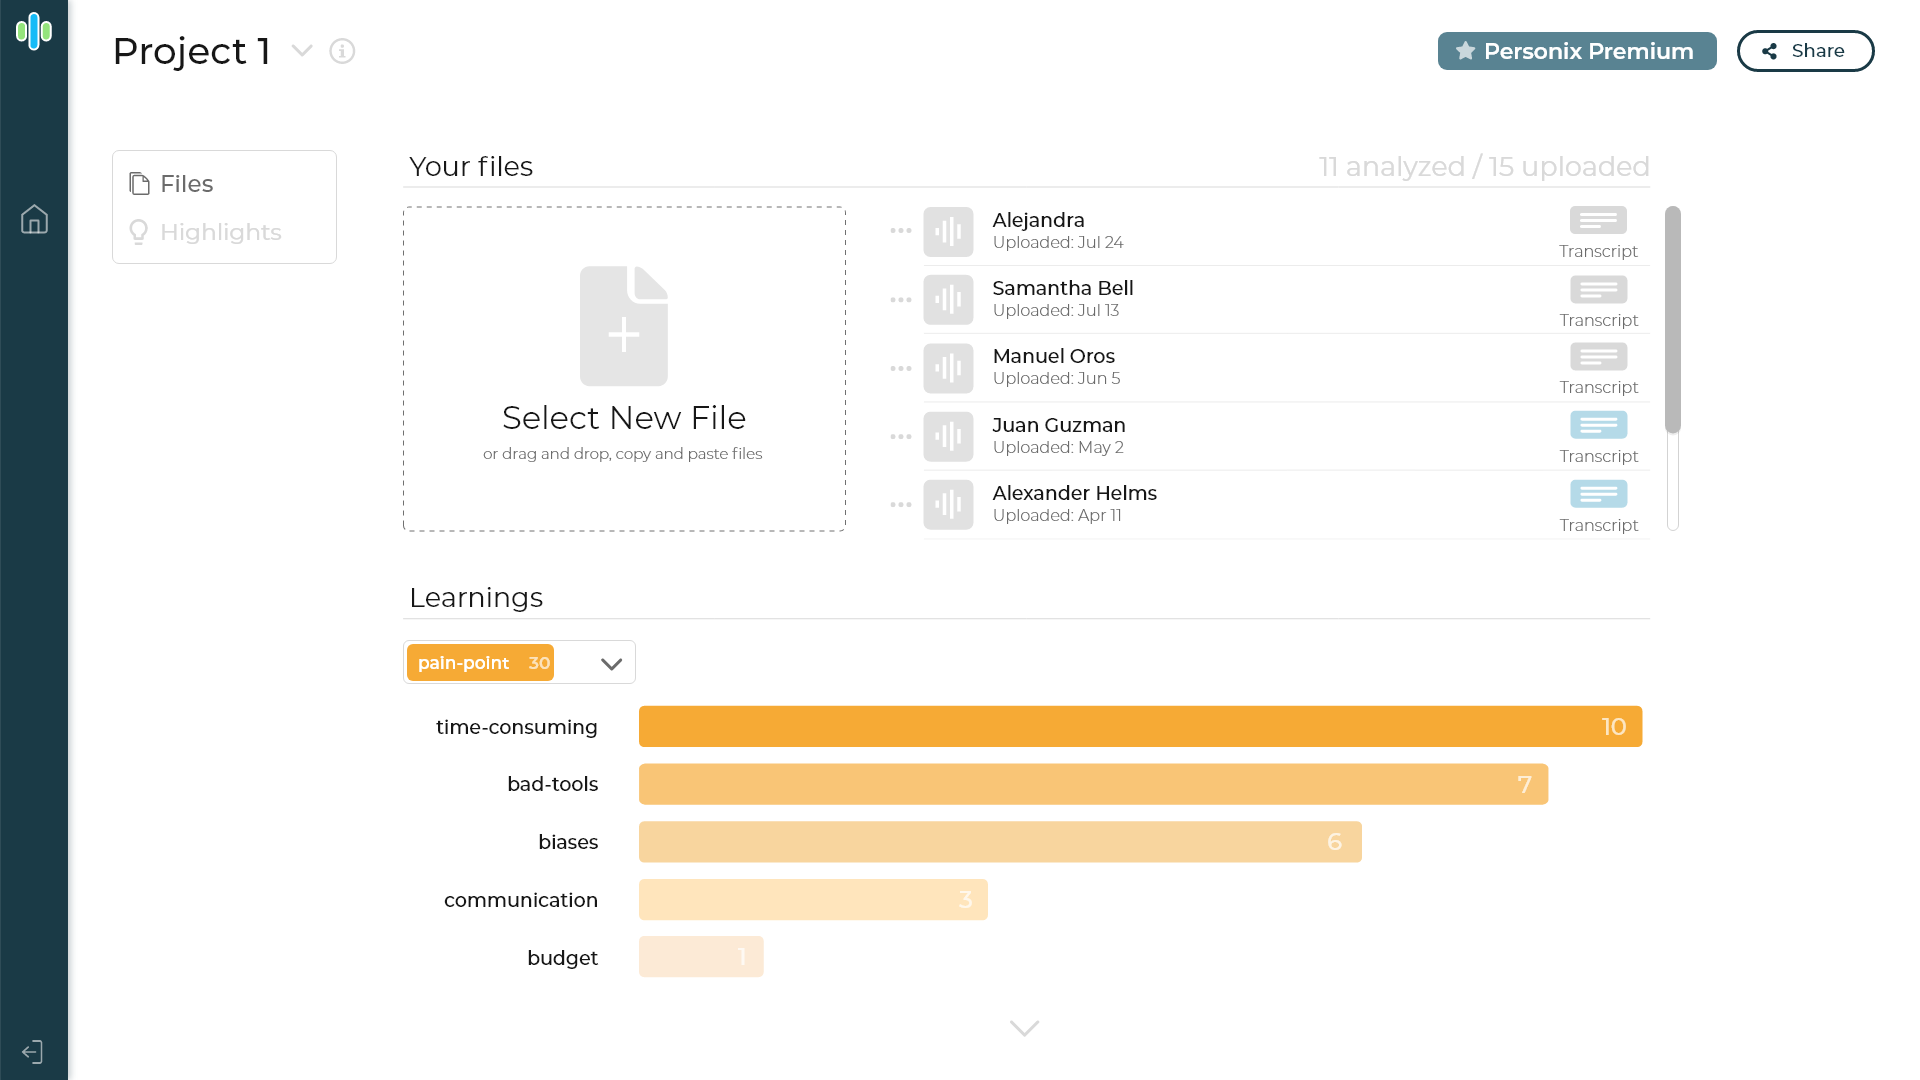 Project 1
Personix Premium
Share
Files
Highlights
Your files
11 analyzed / 15 uploaded
Select New File
or drag and drop, copy and paste files
Alejandra
Uploaded: Jul 24
Transcript
Samantha Bell
Uploaded: Jul 13
Transcript
Manuel Oros
Uploaded: Jun 5
Transcript
Juan Guzman
Uploaded: May 2
Transcript
Alexander Helms
Uploaded: Apr 11
Transcript
Learnings
pain-point 30
time-consuming 10
bad-tools 7
biases 6
communication 3
budget 1